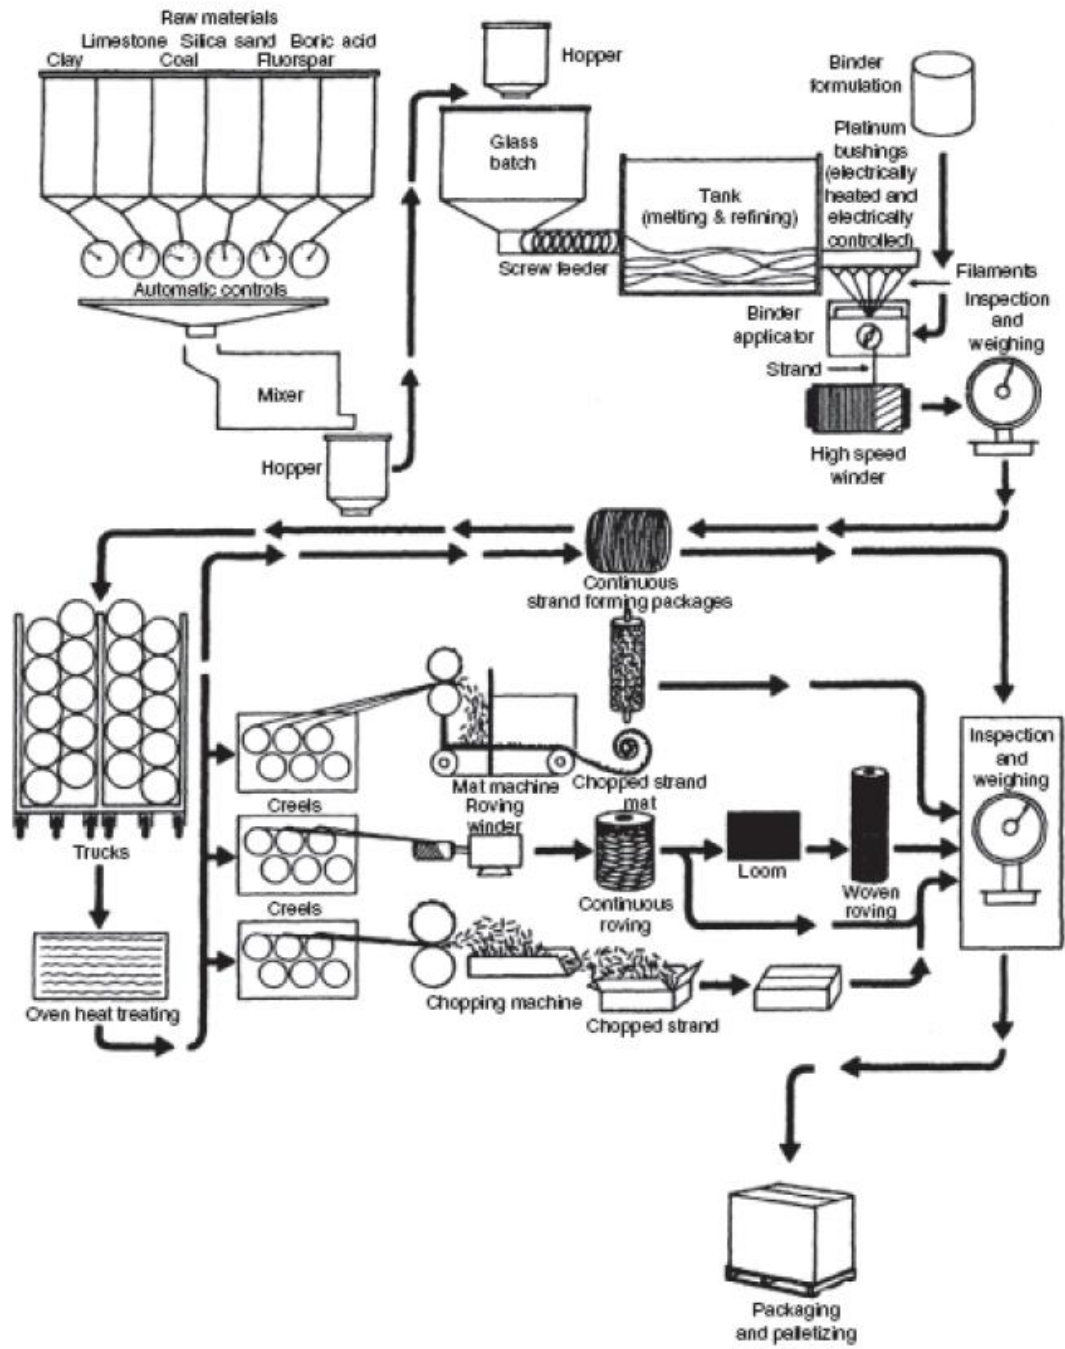 Raw materials
Limestone Silica sand Boric acid
Clay Coal Fluorspar
Automatic controls
Mixer
Hopper
Hopper
Glass
batch
Screw feeder
Tank
(melting & refining)
Binder
formulation
Platinum
bushings
(electrically
heated and
electrically
controlled)
Filaments
Binder
applicator
Strand
High speed
winder
Inspection
and
weighing
Continuous
strand forming packages
Trucks
Oven heat treating
Creels
Mat machine
Chopped strand
mat
Roving
winder
Creels
Continuous
roving
Loom
Woven
roving
Chopping machine
Chopped strand
Inspection
and
weighing
Packaging
and palletizing